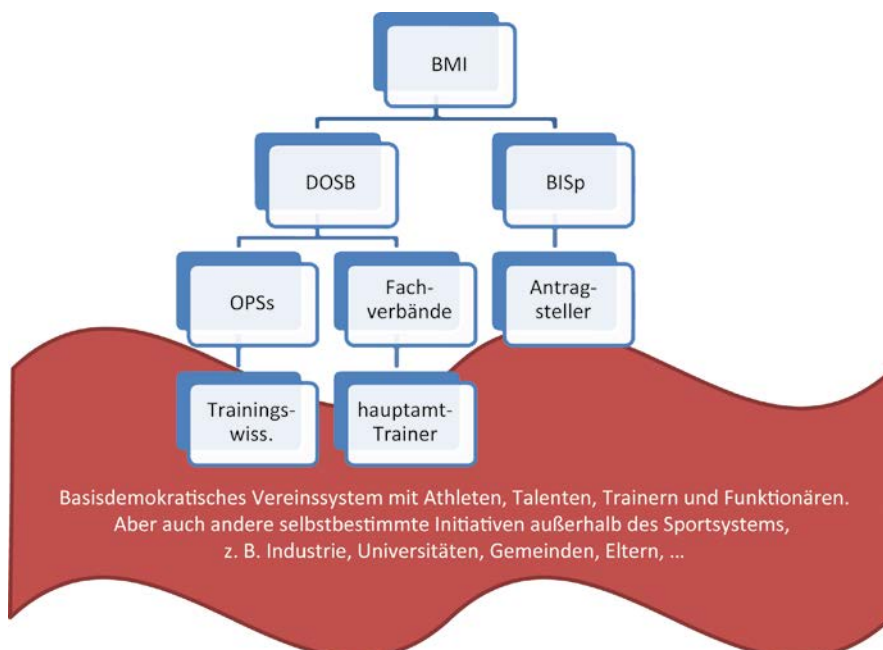 BMI
DOSB
BISp
OPSs
Fach-
verbände
Antrag-
steller
Trainings-
wiss.
hauptamt-
Trainer
Basisdemokratisches Vereinssystem mit Athleten, Talenten, Trainern und Funktionären.
Aber auch andere selbstbestimmte Initiativen außerhalb des Sportsystems,
z. B. Industrie, Universitäten, Gemeinden, Eltern, ...